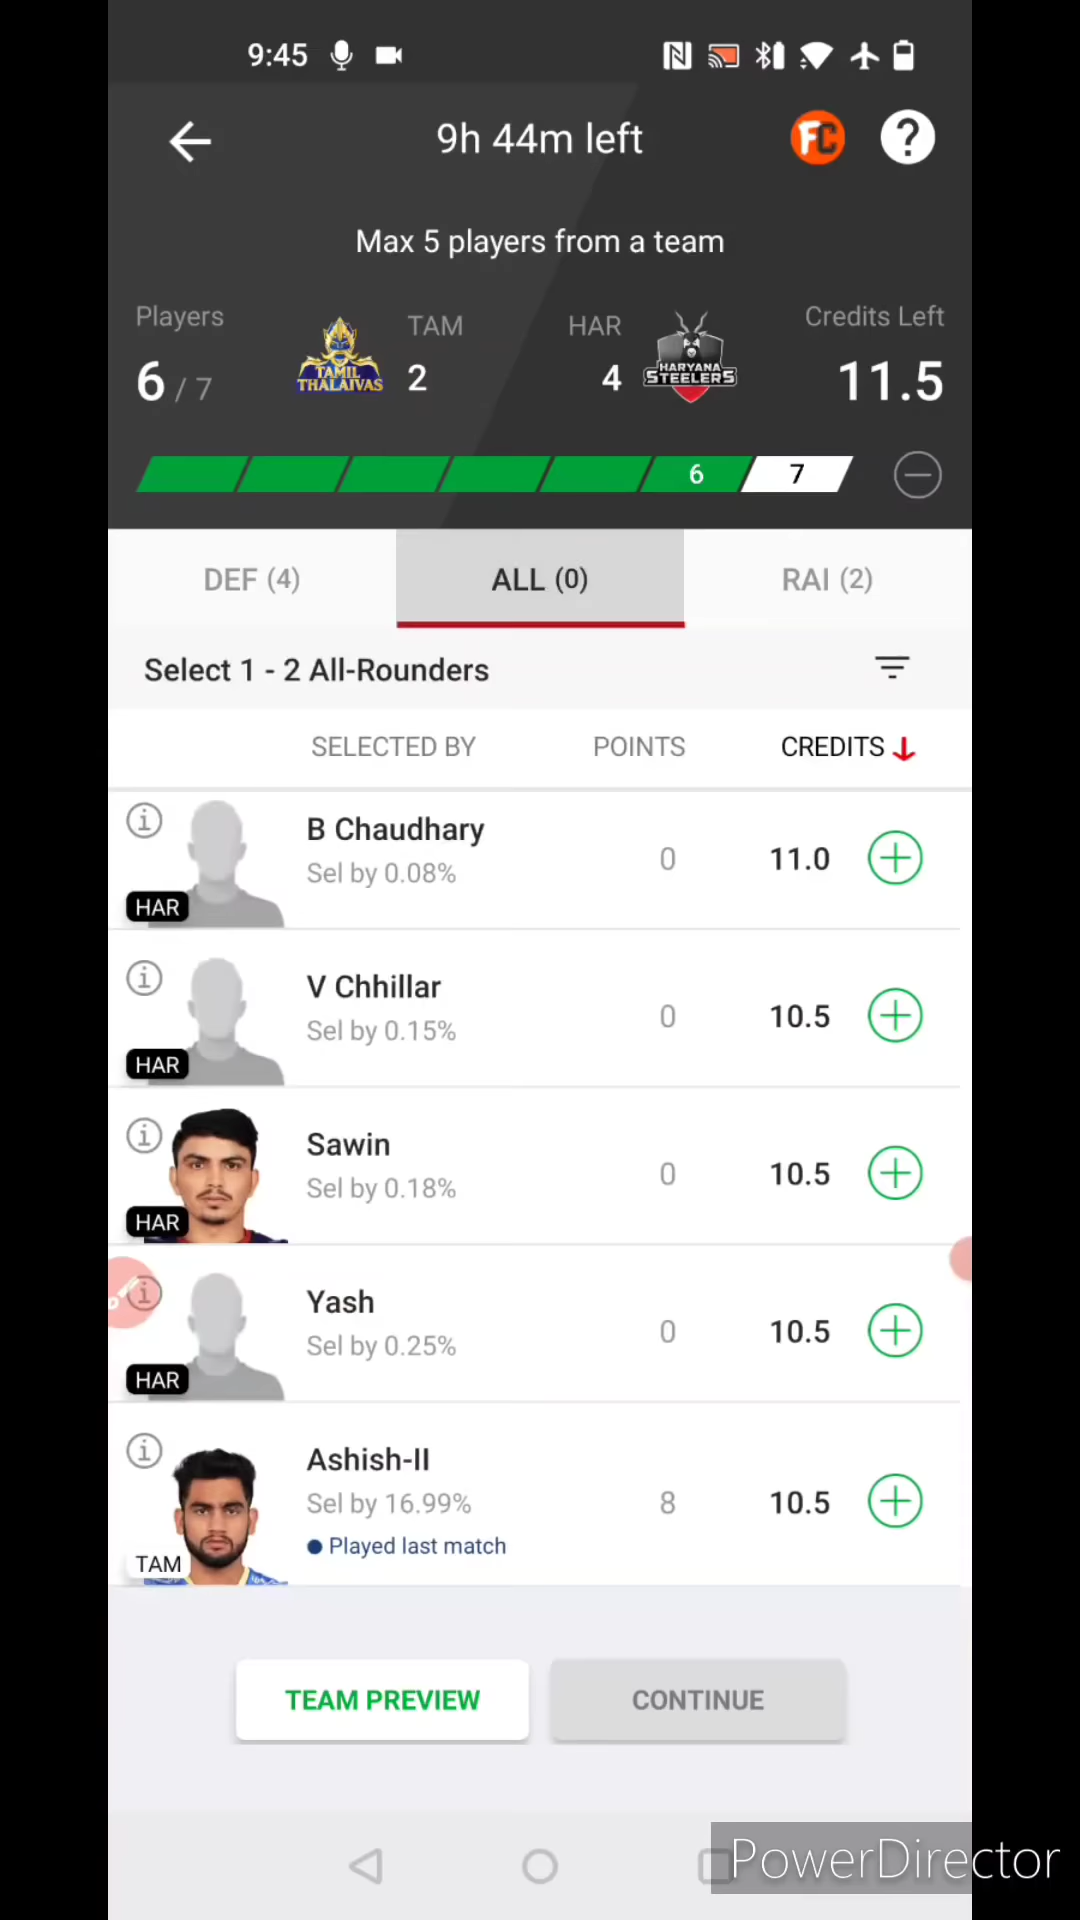 9:45
9h 44m left
FC
?
Max 5 players from a team
Players
TAM
HAR
Credits Left
6 / 7
TAMIL
THALAIVAS
2
4
HARYANA
STEELERS
11.5
6
7
DEF (4)
ALL (0)
RAI (2)
Select 1 - 2 All-Rounders
SELECTED BY
POINTS
CREDITS
B Chaudhary
Sel by 0.08%
0
11.0
HAR
V Chhillar
Sel by 0.15%
0
10.5
HAR
Sawin
Sel by 0.18%
0
10.5
HAR
Yash
Sel by 0.25%
0
10.5
HAR
Ashish-II
Sel by 16.99%
8
10.5
Played last match
TAM
TEAM PREVIEW
CONTINUE
PowerDirector